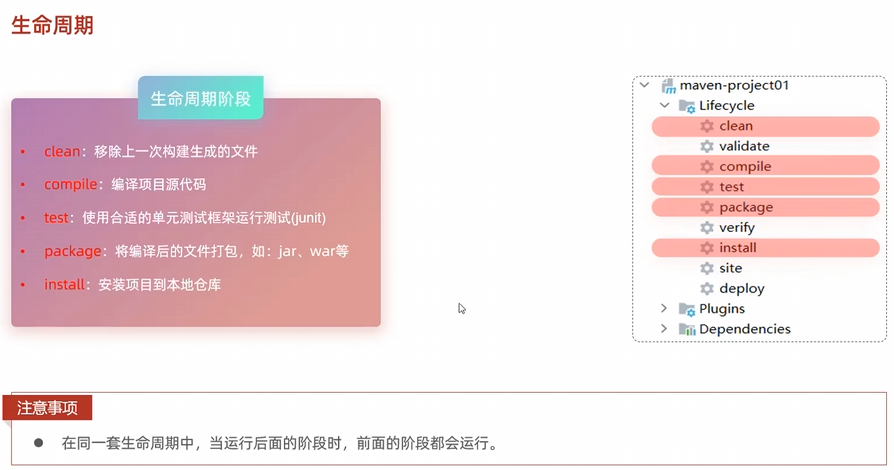 生命周期
生命周期阶段
• clean：移除上一次构建生成的文件
• compile：编译项目源代码
• test：使用合适的单元测试框架运行测试(junit)
• package：将编译后的文件打包，如：jar、war等
• install：安装项目到本地仓库
maven-project01
Lifecycle
clean
validate
compile
test
package
verify
install
site
deploy
Plugins
Dependencies
注意事项
● 在同一套生命周期中，当运行后面的阶段时，前面的阶段都会运行。